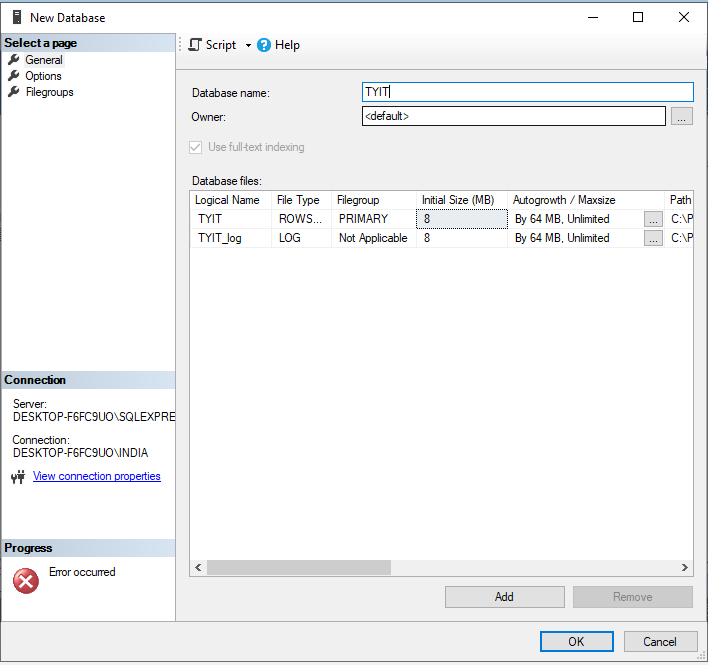 New Database
Select a page
General
Options
Filegroups
Script Help
Database name: TYIT
Owner: <default> ...
Use full-text indexing
Database files:
Logical Name File Type Filegroup Initial Size (MB) Autogrowth / Maxsize Path
TYIT ROWS... PRIMARY 8 By 64 MB, Unlimited ... C:\P
TYIT_log LOG Not Applicable 8 By 64 MB, Unlimited ... C:\P
Connection
Server:
DESKTOP-F6FC9UO\SQLEXPRE
Connection:
DESKTOP-F6FC9UO\INDIA
View connection properties
Progress
Error occurred
Add Remove
OK Cancel